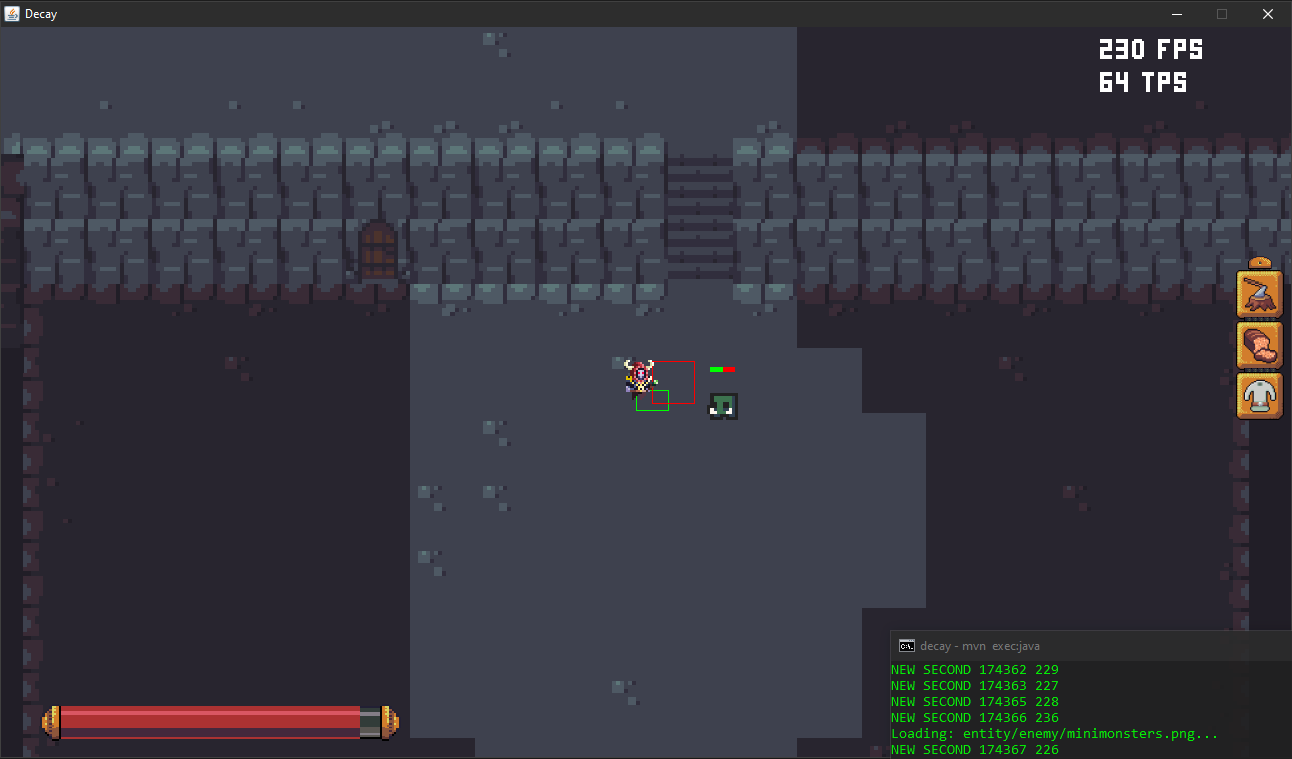 Decay
230 FPS
64 TPS
decay - mvn exec:java
NEW SECOND 174362 229
NEW SECOND 174363 227
NEW SECOND 174365 228
NEW SECOND 174366 236
Loading: entity/enemy/minimonsters.png...
NEW SECOND 174367 226